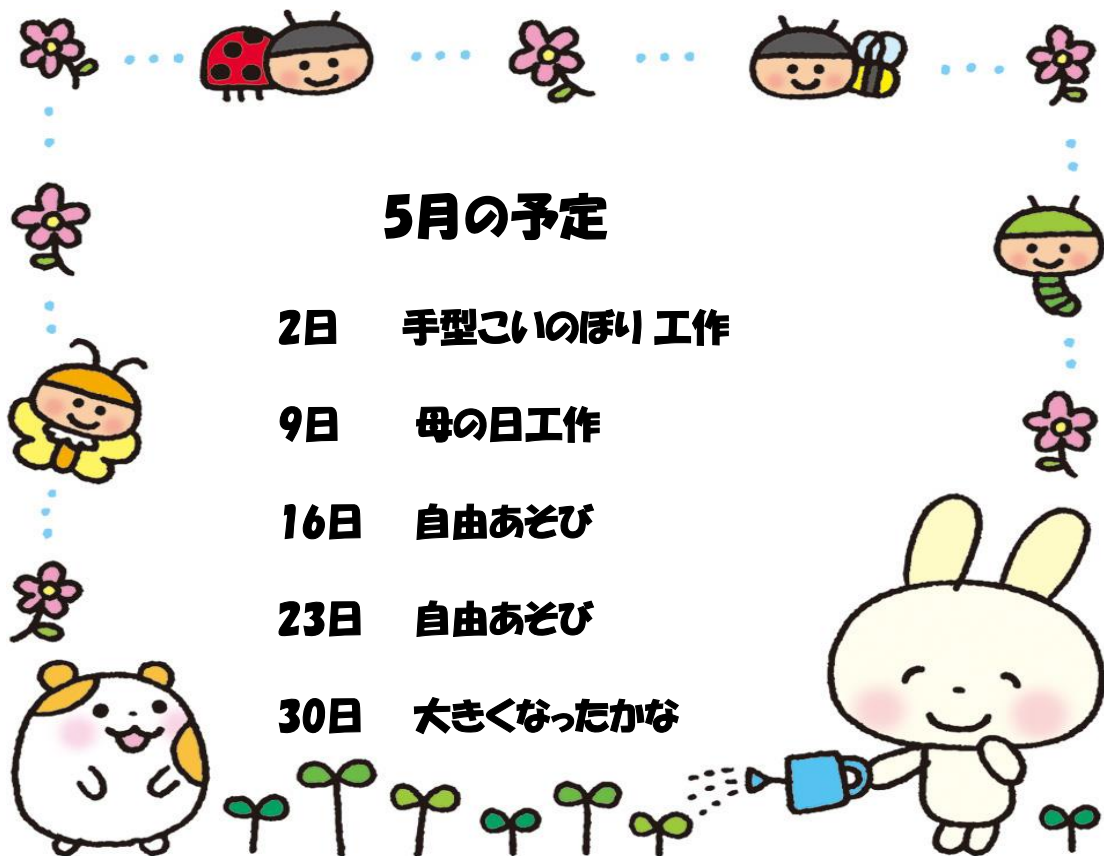 5月の予定
2日 手型こいのぼり 工作
9日 母の日工作
16日 自由あそび
23日 自由あそび
30日 大きくなったかな